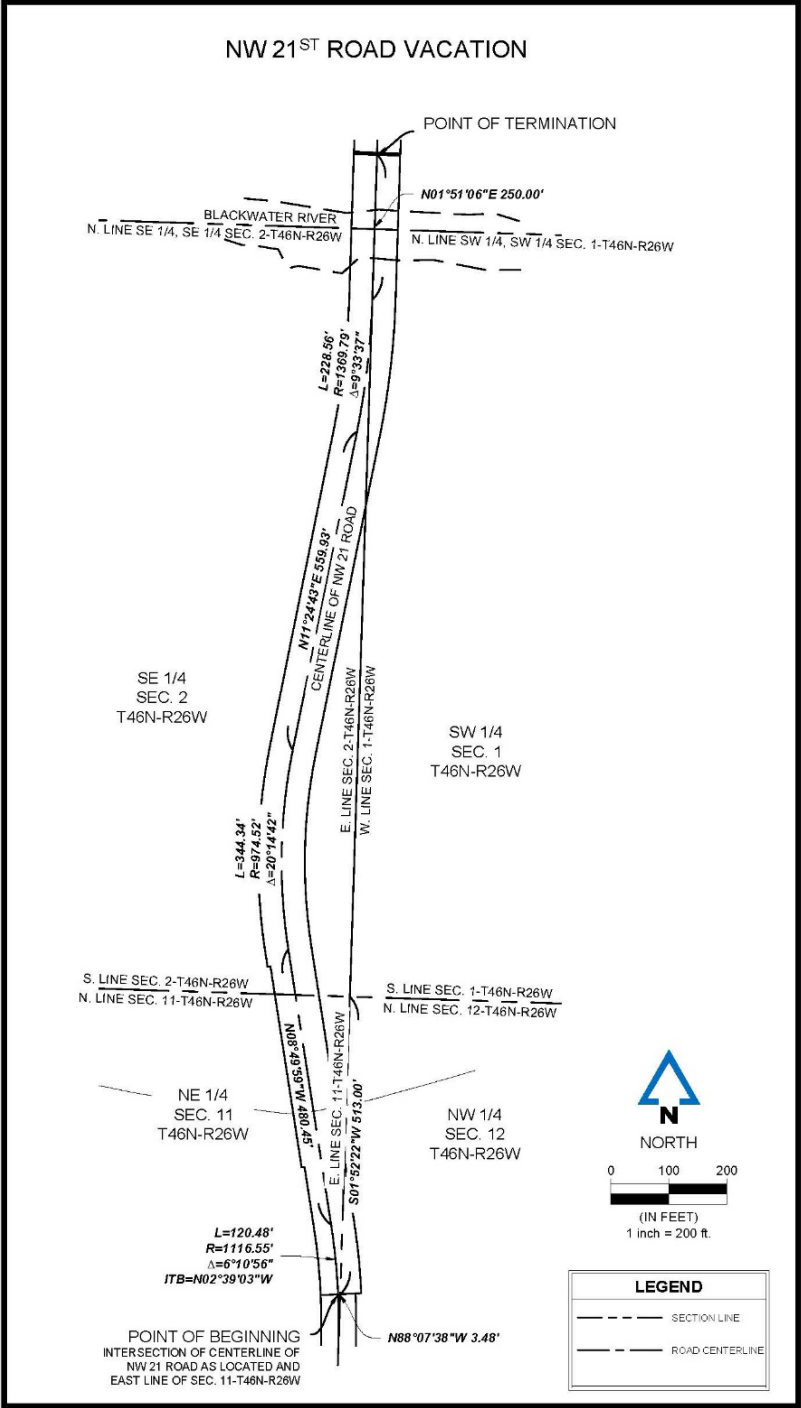 NW 21ST ROAD VACATION
POINT OF TERMINATION
N01°51'06"E 250.00'
BLACKWATER RIVER
N. LINE SE 1/4, SE 1/4 SEC. 2-T46N-R26W
N. LINE SW 1/4, SW 1/4 SEC. 1-T46N-R26W
L=228.56'
R=1369.79'
Δ=9°33'37"
N11°24'43"E 559.93'
CENTERLINE OF NW 21 ROAD
SE 1/4
SEC. 2
T46N-R26W
E. LINE SEC. 2-T46N-R26W
W. LINE SEC. 1-T46N-R26W
SW 1/4
SEC. 1
T46N-R26W
L=344.34'
R=974.52'
Δ=20°14'42"
S. LINE SEC. 2-T46N-R26W
N. LINE SEC. 11-T46N-R26W
S. LINE SEC. 1-T46N-R26W
N. LINE SEC. 12-T46N-R26W
N08°49'59"W 480.45'
E. LINE SEC. 11-T46N-R26W
S01°52'22"W 513.00'
NE 1/4
SEC. 11
T46N-R26W
NW 1/4
SEC. 12
T46N-R26W
N
NORTH
0 100 200
(IN FEET)
1 inch = 200 ft.
L=120.48'
R=1116.55'
Δ=6°10'56"
ITB=N02°39'03"W
POINT OF BEGINNING
INTERSECTION OF CENTERLINE OF
NW 21 ROAD AS LOCATED AND
EAST LINE OF SEC. 11-T46N-R26W
N88°07'38"W 3.48'
LEGEND
SECTION LINE
ROAD CENTERLINE